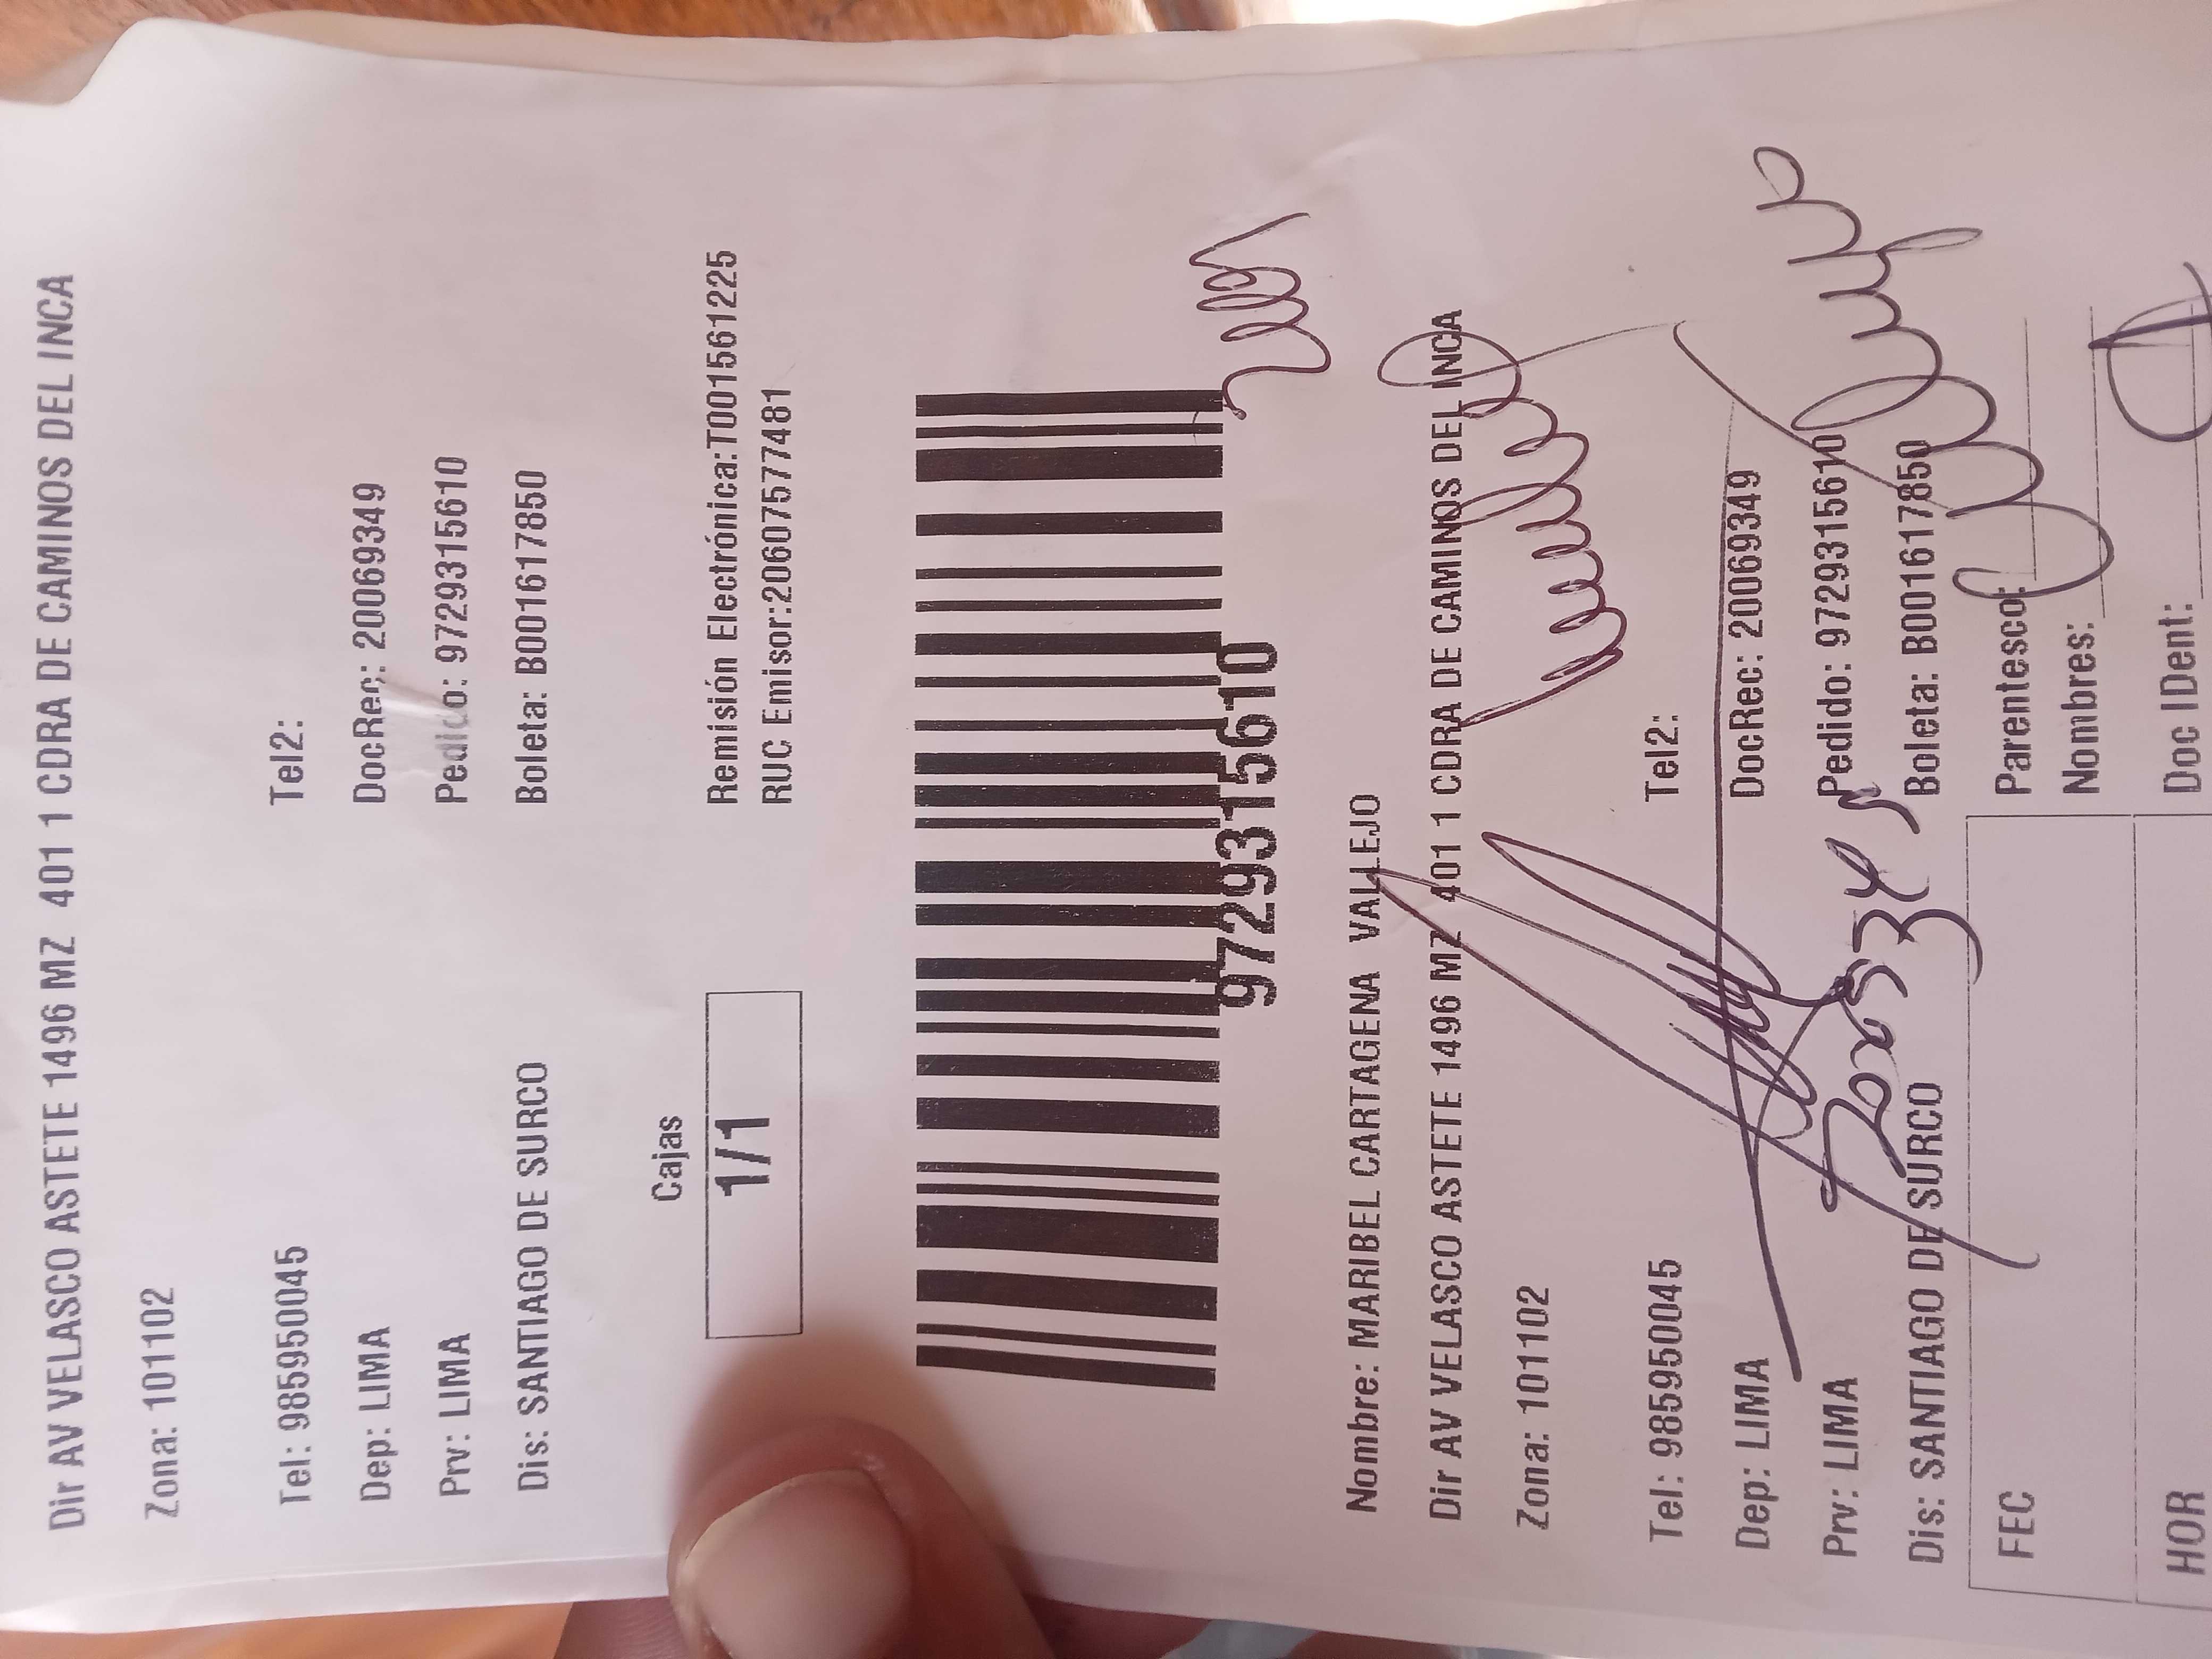 Dir AV VELASCO ASTETE 1496 MZ 401 1 CDRA DE CAMINOS DEL INCA
Zona: 101102
Tel: 985950045 Tel2:
Dep: LIMA DocRec: 20069349
Prv: LIMA Pedido: 9729315610
Dis: SANTIAGO DE SURCO Boleta: B001617850
Cajas
1/1
Remisión Electrónica:T001561225
RUC Emisor:20607577481
9729315610
Nombre: MARIBEL CARTAGENA VALLEJO
Dir AV VELASCO ASTETE 1496 MZ 401 1 CDRA DE CAMINOS DEL INCA
Zona: 101102
Tel: 985950045 Tel2:
Dep: LIMA DocRec: 20069349
Prv: LIMA Pedido: 9729315610
Dis: SANTIAGO DE SURCO Boleta: B001617850
FEC Parentesco:
Nombres:
HOR Doc IDent: